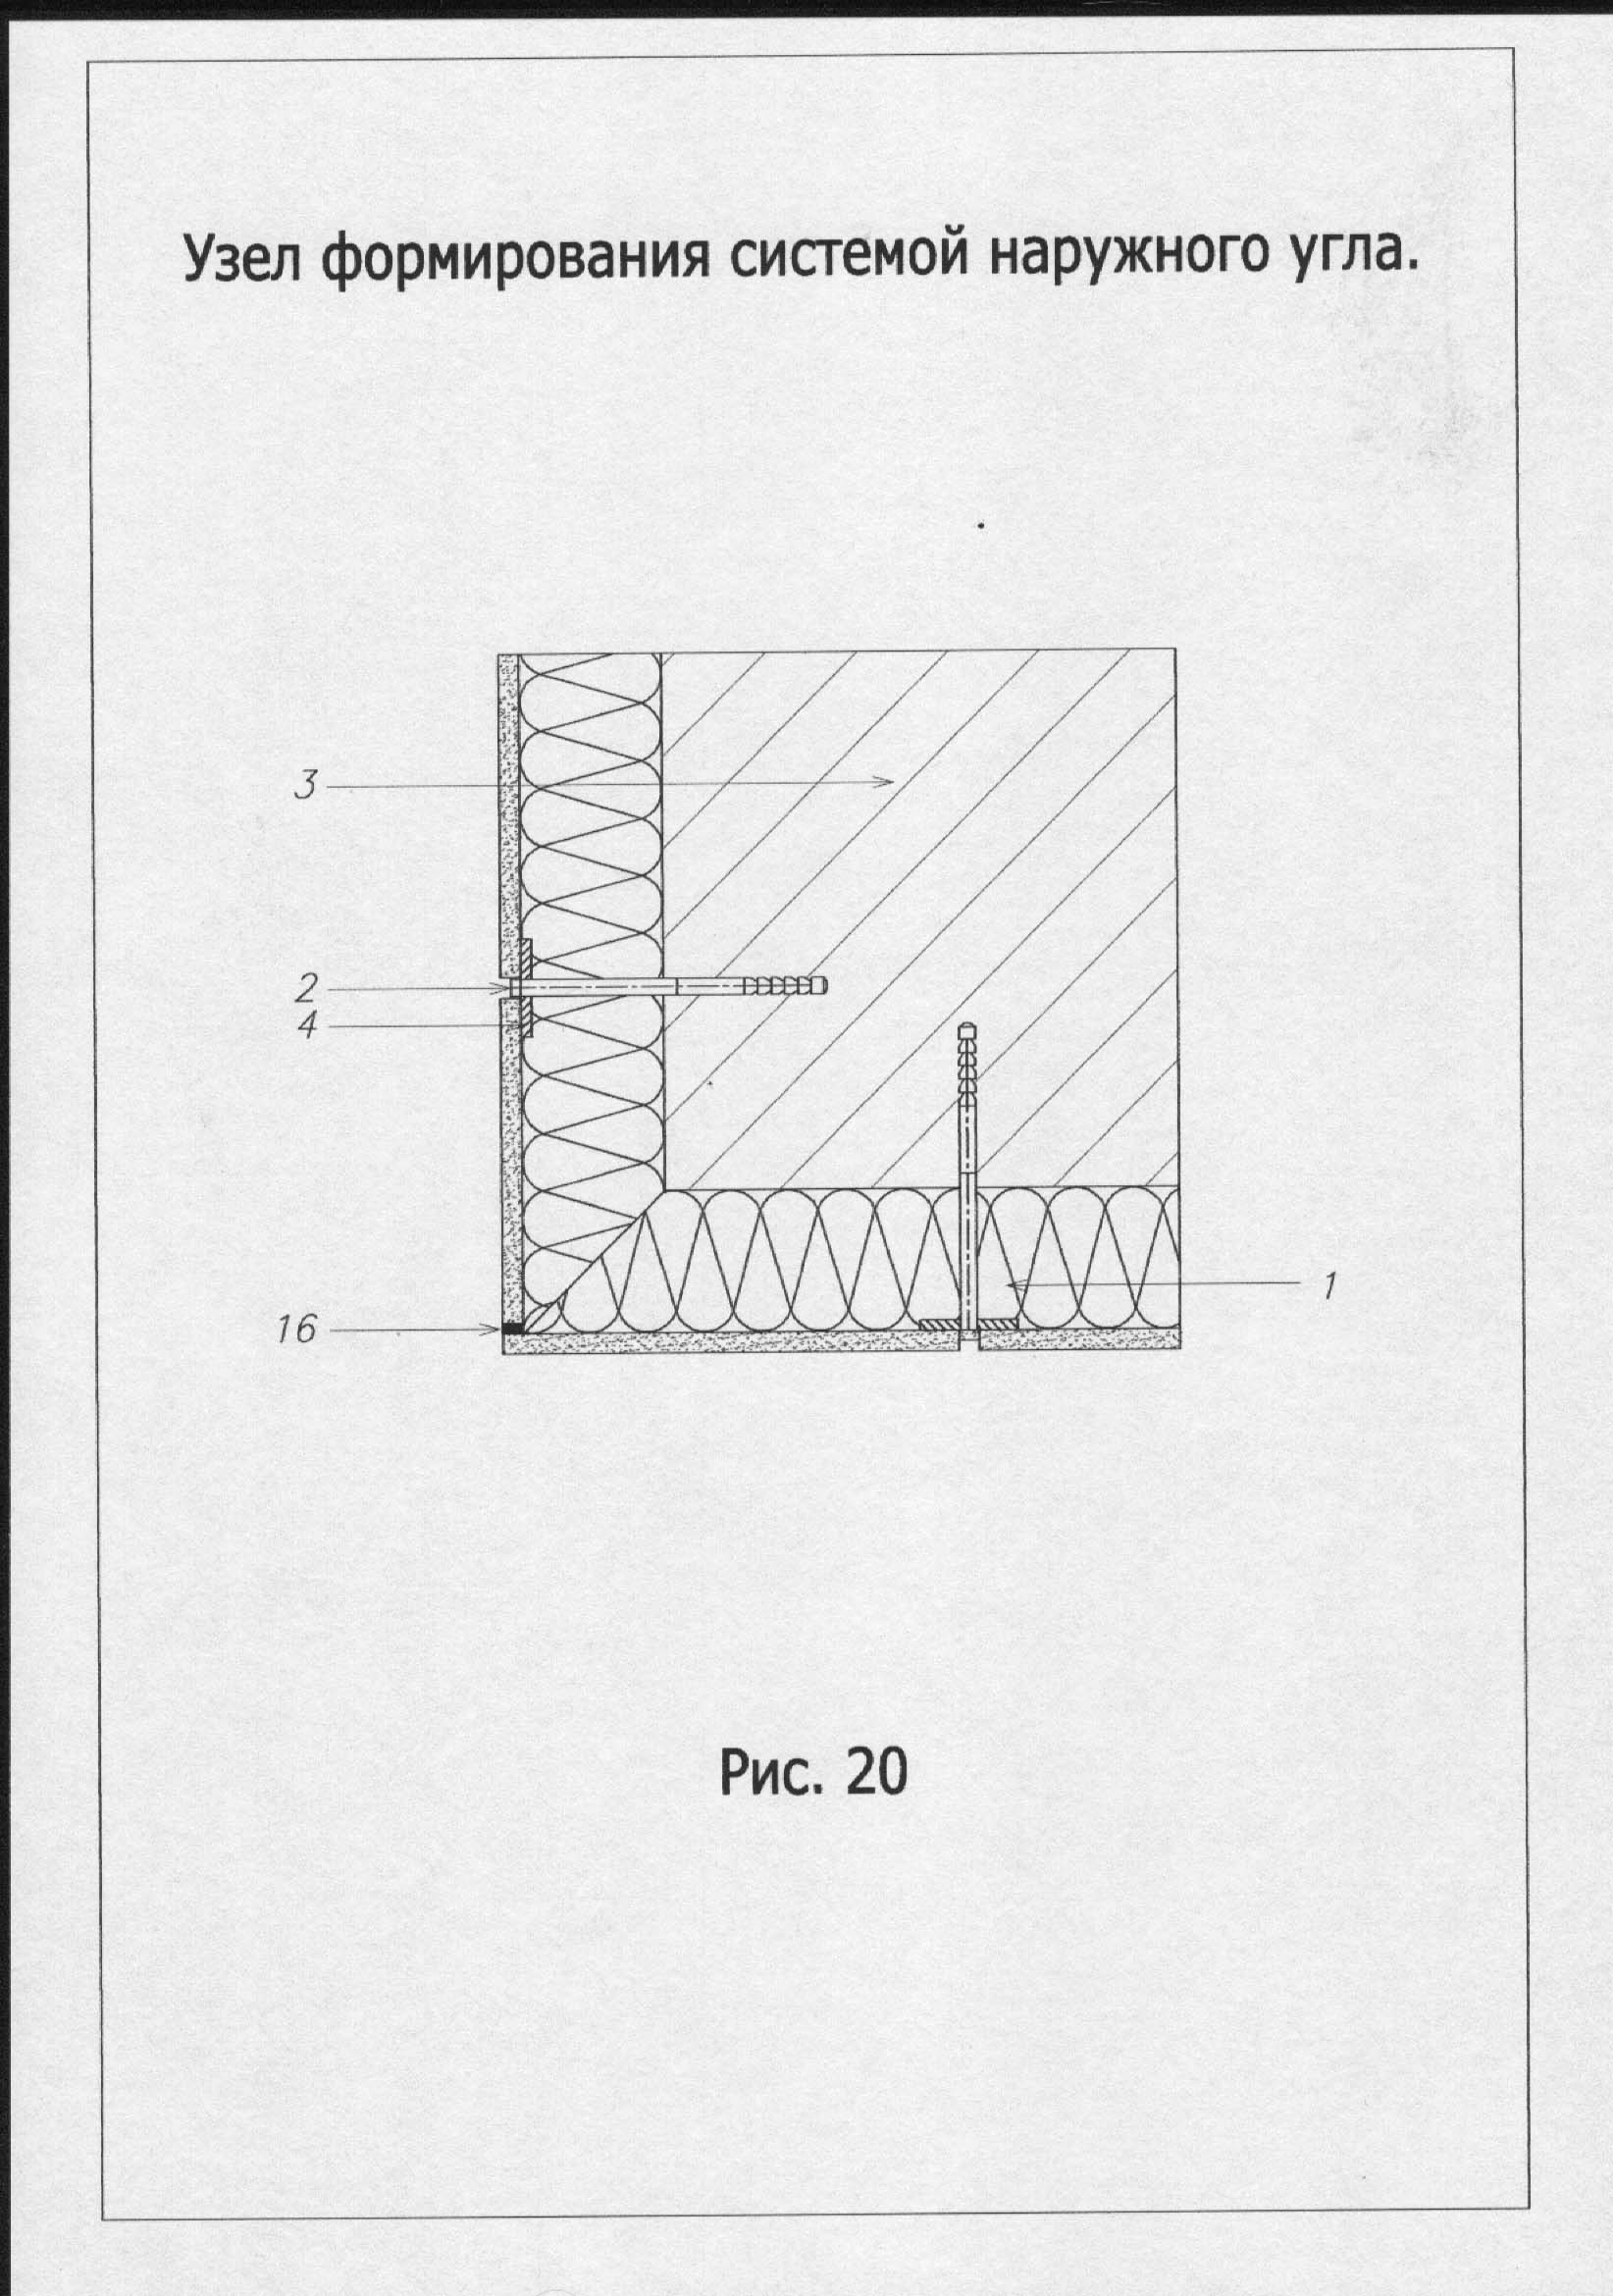 Узел формирования системой наружного угла.
3
2
4
1
16
Рис. 20